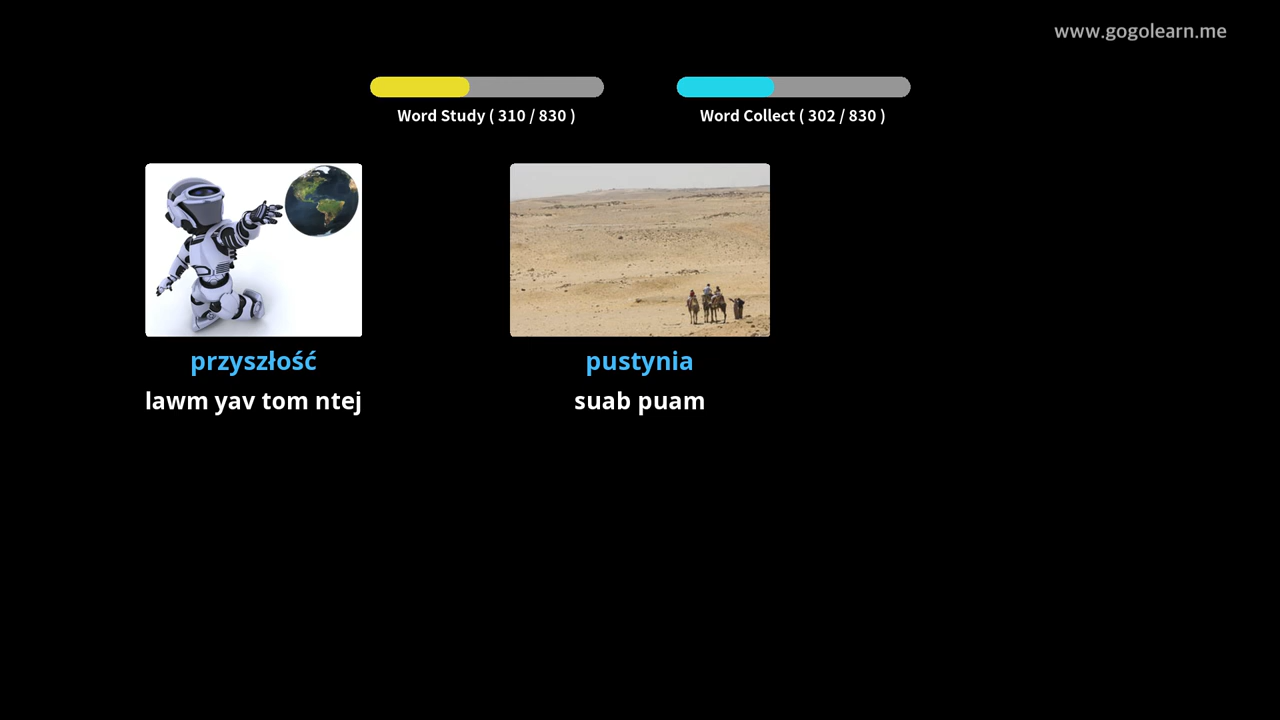 www.gogolearn.me
Word Study ( 310 / 830 )
Word Collect ( 302 / 830 )
przyszłość
lawm yav tom ntej
pustynia
suab puam